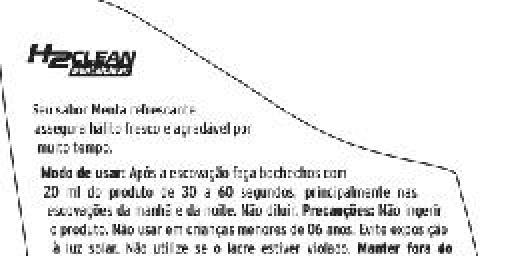 H2CLEAN
Seu sabor Menta refrescante
assegura hálito fresco e agradável por
muito tempo.
Modo de usar: Após a escovação faça bochechos com
20 ml do produto de 30 a 60 segundos, principalmente nas
escovações da manhã e da noite. Não diluir. Precauções: Não ingerir
o produto. Não usar em crianças menores de 06 anos. Evite exposição
à luz solar. Não utilize se o lacre estiver violado. Manter fora do